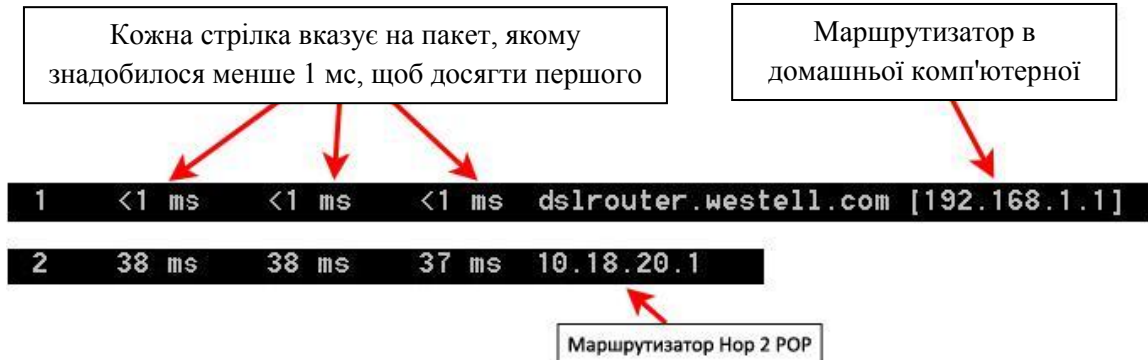 Кожна стрілка вказує на пакет, якому
знадобилося менше 1 мс, щоб досягти першого
Маршрутизатор в
домашньої комп'ютерної
1 <1 ms <1 ms <1 ms dslrouter.westell.com [192.168.1.1]
2 38 ms 38 ms 37 ms 10.18.20.1
Маршрутизатор Hop 2 POP